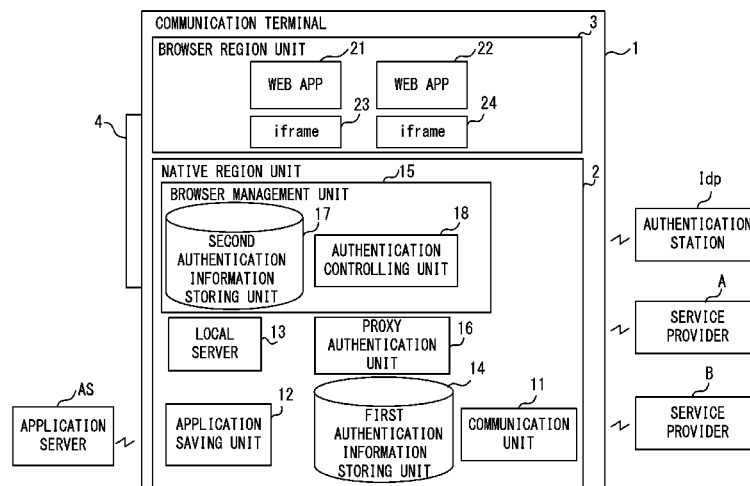 COMMUNICATION TERMINAL
3
BROWSER REGION UNIT
21
22
1
WEB APP
WEB APP
23
24
4
iframe
iframe
NATIVE REGION UNIT
15
2
BROWSER MANAGEMENT UNIT
17
18
SECOND
AUTHENTICATION
INFORMATION
STORING UNIT
AUTHENTICATION
CONTROLLING UNIT
Idp
AUTHENTICATION
STATION
13
LOCAL
SERVER
16
PROXY
AUTHENTICATION
UNIT
A
SERVICE
PROVIDER
14
AS
APPLICATION
SERVER
12
APPLICATION
SAVING UNIT
FIRST
AUTHENTICATION
INFORMATION
STORING UNIT
11
COMMUNICATION
UNIT
B
SERVICE
PROVIDER